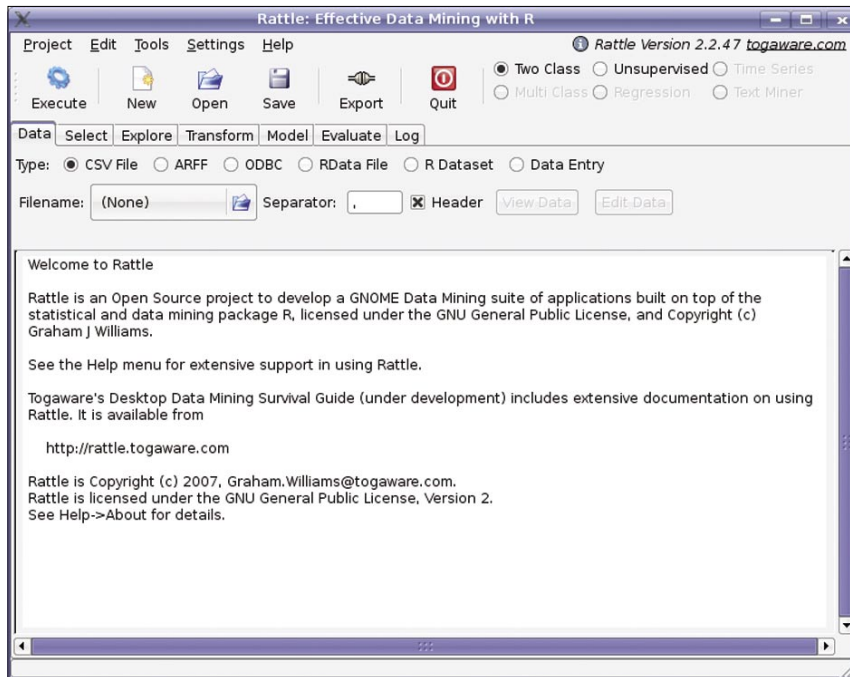 Rattle: Effective Data Mining with R
Project Edit Tools Settings Help
Rattle Version 2.2.47 togaware.com
Execute New Open Save Export Quit
Two Class Unsupervised Time Series
Multi Class Regression Text Miner
Data Select Explore Transform Model Evaluate Log
Type: CSV File ARFF ODBC RData File R Dataset Data Entry
Filename: (None) Separator: , Header View Data Edit Data
Welcome to Rattle
Rattle is an Open Source project to develop a GNOME Data Mining suite of applications built on top of the
statistical and data mining package R, licensed under the GNU General Public License, and Copyright (c)
Graham J Williams.
See the Help menu for extensive support in using Rattle.
Togaware's Desktop Data Mining Survival Guide (under development) includes extensive documentation on using
Rattle. It is available from
http://rattle.togaware.com
Rattle is Copyright (c) 2007, Graham.Williams@togaware.com.
Rattle is licensed under the GNU General Public License, Version 2.
See Help->About for details.